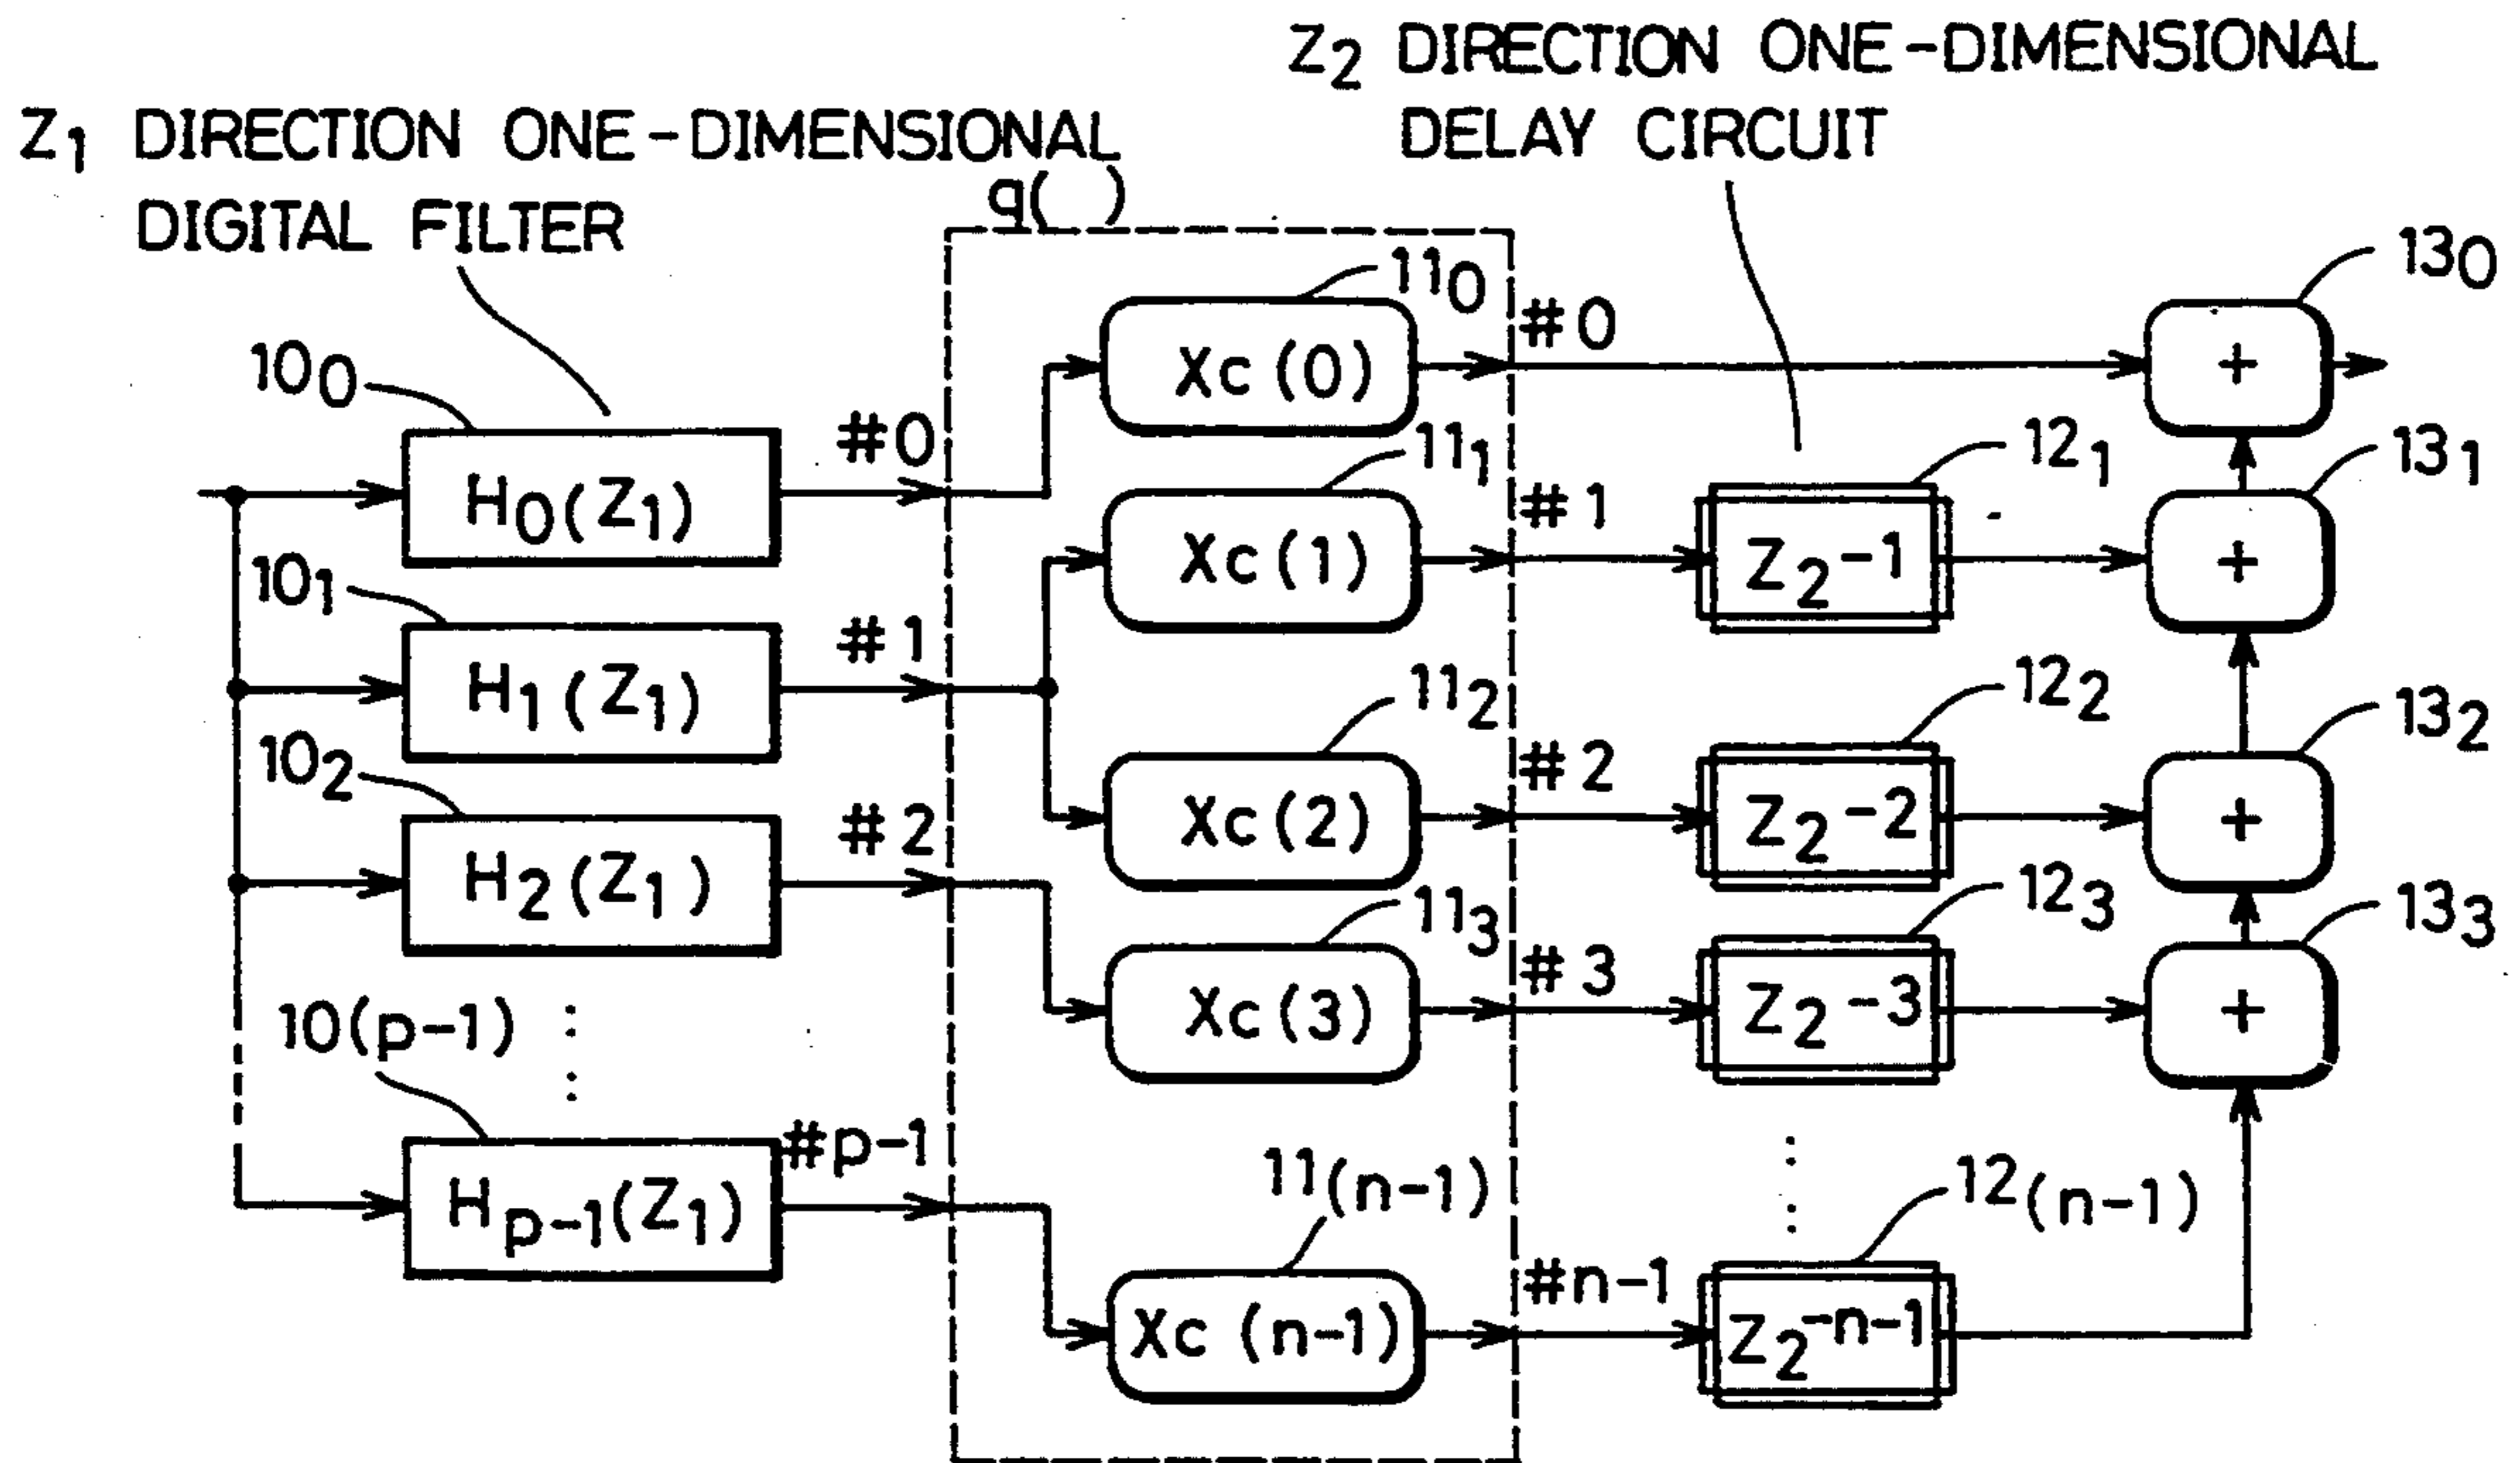 Z₂ DIRECTION ONE-DIMENSIONAL
DELAY CIRCUIT
Z₁ DIRECTION ONE-DIMENSIONAL
DIGITAL FILTER
q( )
11₀
#0
13₀
Xc (0)
+
10₀
#0
H₀(Z₁)
11₁
#1
12₁
13₁
Xc (1)
Z₂⁻¹
+
10₁
#1
H₁(Z₁)
11₂
#2
12₂
13₂
Xc (2)
Z₂⁻²
+
10₂
#2
H₂(Z₁)
11₃
#3
12₃
13₃
Xc (3)
Z₂⁻³
+
10(p-1)
#p-1
Hₚ₋₁(Z₁)
11(n-1)
#n-1
12(n-1)
Xc (n-1)
Z₂⁻ⁿ⁻¹